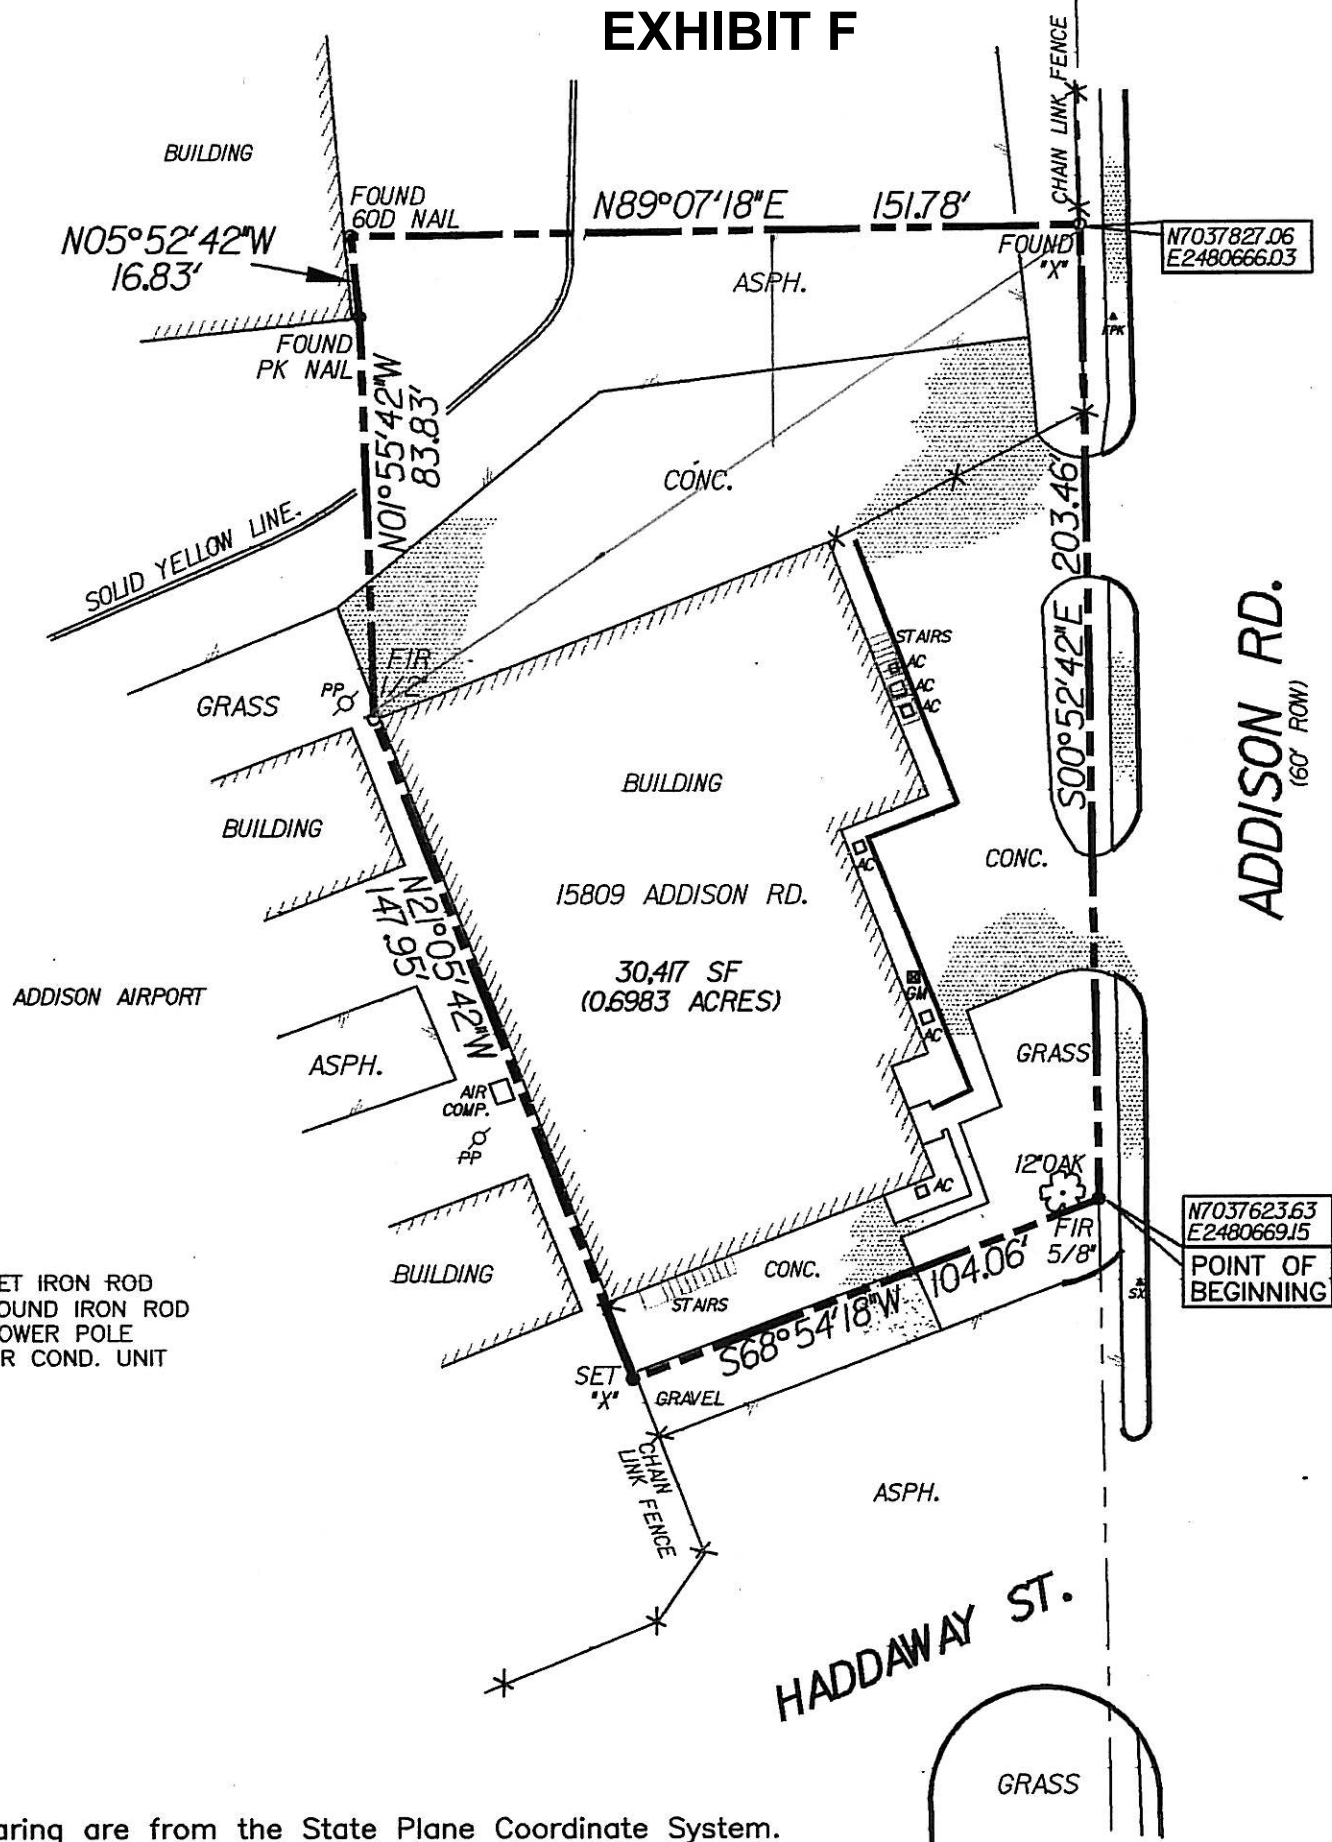 EXHIBIT F
CHAIN LINK FENCE
BUILDING
FOUND
60D NAIL
N89°07'18"E 151.78'
N05°52'42"W
16.83'
FOUND
"X"
N7037827.06
E2480666.03
ASPH.
FOUND
PK NAIL
N01°55'42"W
83.83'
CONC.
203.46'
S00°52'42"E
SOLID YELLOW LINE
ADDISON RD.
(60' ROW)
FIR
1/2"
STAIRS
AC
AC
AC
PP
GRASS
BUILDING
BUILDING
CONC.
AC
15809 ADDISON RD.
N21°05'42"W
147.95'
30,417 SF
(0.6983 ACRES)
GM
AC
ADDISON AIRPORT
ASPH.
GRASS
AIR
COMP.
PP
12"OAK
AC
FIR
5/8"
N7037623.63
E2480669.15
POINT OF
BEGINNING
BUILDING
CONC.
STAIRS
S68°54'18"W 104.06'
ET IRON ROD
OUND IRON ROD
OWER POLE
R COND. UNIT
SET
"X"
GRAVEL
CHAIN
LINK FENCE
ASPH.
HADDAWAY ST.
GRASS
aring are from the State Plane Coordinate System.